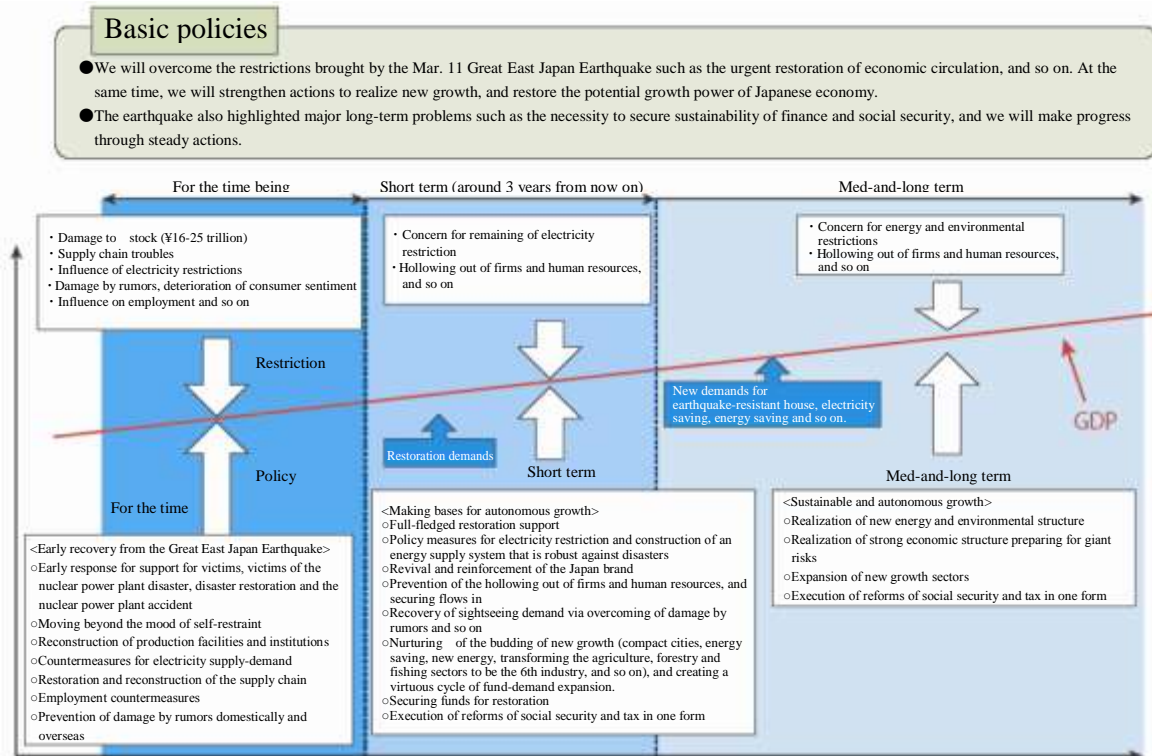 Basic policies
●We will overcome the restrictions brought by the Mar. 11 Great East Japan Earthquake such as the urgent restoration of economic circulation, and so on. At the
same time, we will strengthen actions to realize new growth, and restore the potential growth power of Japanese economy.
●The earthquake also highlighted major long-term problems such as the necessity to secure sustainability of finance and social security, and we will make progress
through steady actions.
For the time being
Short term (around 3 years from now on)
Med-and-long term
・Damage to stock (¥16-25 trillion)
・Supply chain troubles
・Influence of electricity restrictions
・Damage by rumors, deterioration of consumer sentiment
・Influence on employment and so on
・Concern for remaining of electricity
restriction
・Hollowing out of firms and human resources,
and so on
・Concern for energy and environmental
restrictions
・Hollowing out of firms and human resources,
and so on
Restriction
Policy
For the time
Restoration demands
Short term
New demands for
earthquake-resistant house, electricity
saving, energy saving and so on.
GDP
Med-and-long term
<Early recovery from the Great East Japan Earthquake>
○Early response for support for victims, victims of the
nuclear power plant disaster, disaster restoration and the
nuclear power plant accident
○Moving beyond the mood of self-restraint
○Reconstruction of production facilities and institutions
○Countermeasures for electricity supply-demand
○Restoration and reconstruction of the supply chain
○Employment countermeasures
○Prevention of damage by rumors domestically and
overseas
<Making bases for autonomous growth>
○Full-fledged restoration support
○Policy measures for electricity restriction and construction of an
energy supply system that is robust against disasters
○Revival and reinforcement of the Japan brand
○Prevention of the hollowing out of firms and human resources, and
securing flows in
○Recovery of sightseeing demand via overcoming of damage by
rumors and so on
○Nurturing of the budding of new growth (compact cities, energy
saving, new energy, transforming the agriculture, forestry and
fishing sectors to be the 6th industry, and so on), and creating a
virtuous cycle of fund-demand expansion.
○Securing funds for restoration
○Execution of reforms of social security and tax in one form
<Sustainable and autonomous growth>
○Realization of new energy and environmental structure
○Realization of strong economic structure preparing for giant
risks
○Expansion of new growth sectors
○Execution of reforms of social security and tax in one form